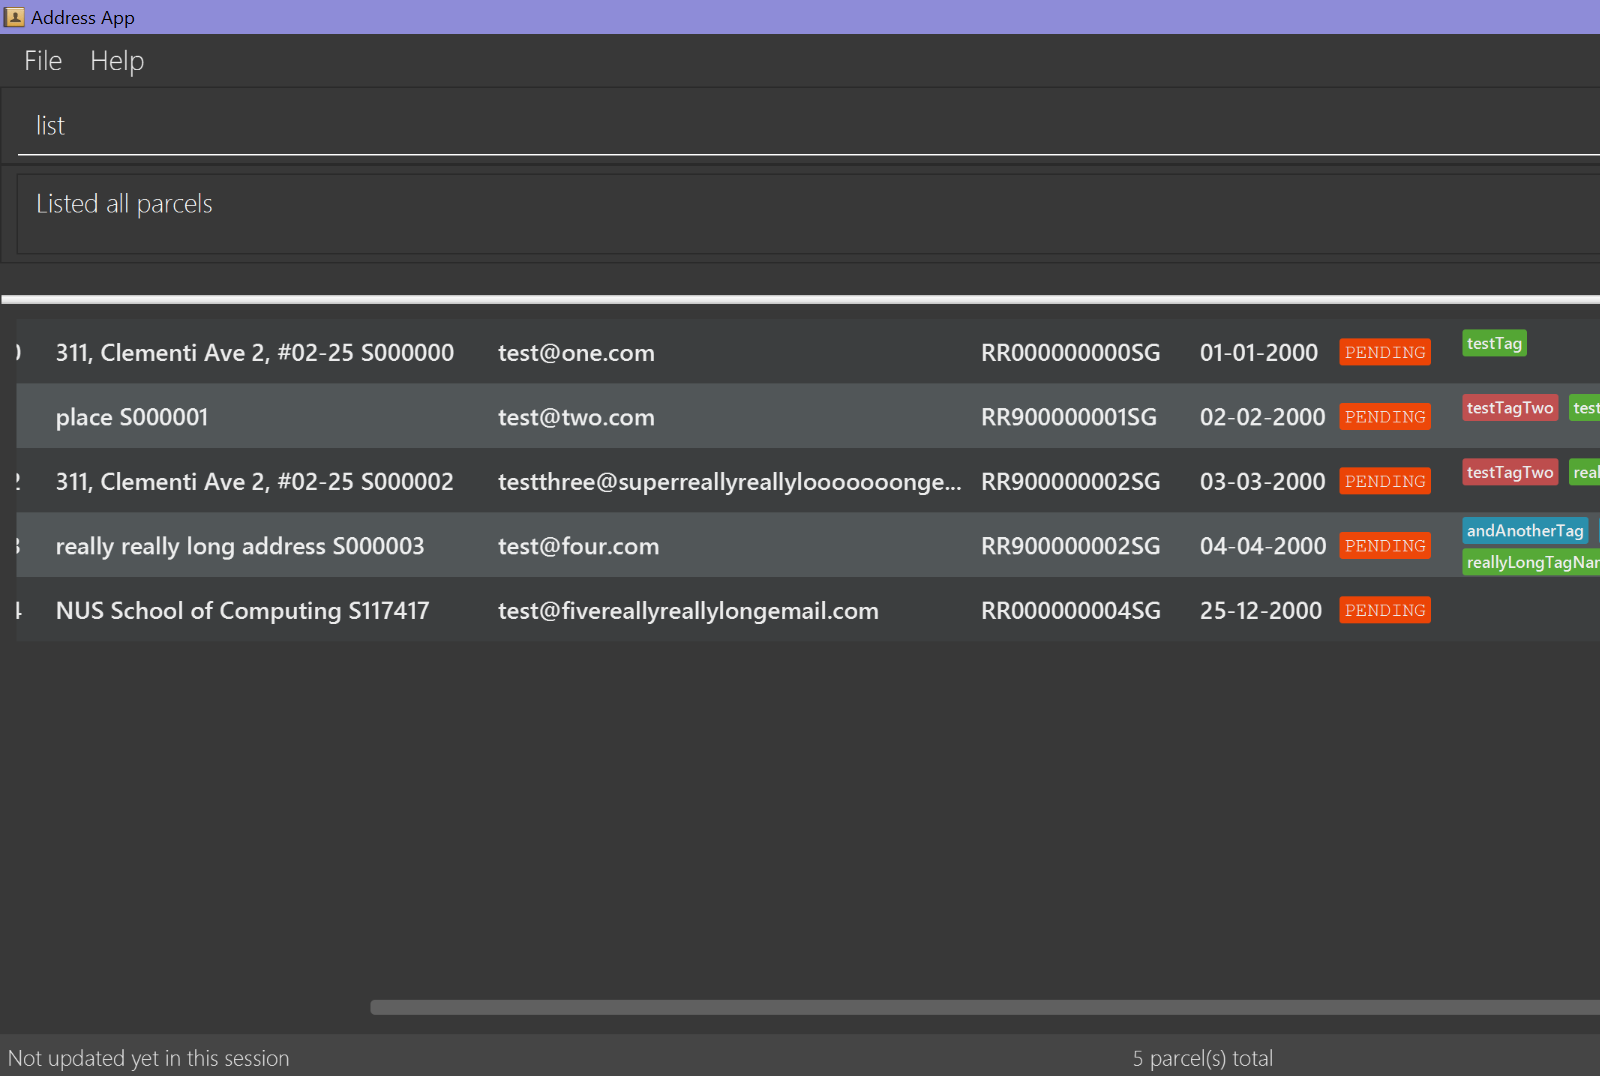 Address App
File Help
list
Listed all parcels
311, Clementi Ave 2, #02-25 S000000 test@one.com RR000000000SG 01-01-2000 PENDING testTag
place S000001 test@two.com RR900000001SG 02-02-2000 PENDING testTagTwo test
2 311, Clementi Ave 2, #02-25 S000002 testthree@superreallyreallylooooooonge... RR900000002SG 03-03-2000 PENDING testTagTwo real
3 really really long address S000003 test@four.com RR900000002SG 04-04-2000 PENDING andAnotherTag
reallyLongTagNam
4 NUS School of Computing S117417 test@fivereallyreallylongemail.com RR000000004SG 25-12-2000 PENDING
Not updated yet in this session 5 parcel(s) total